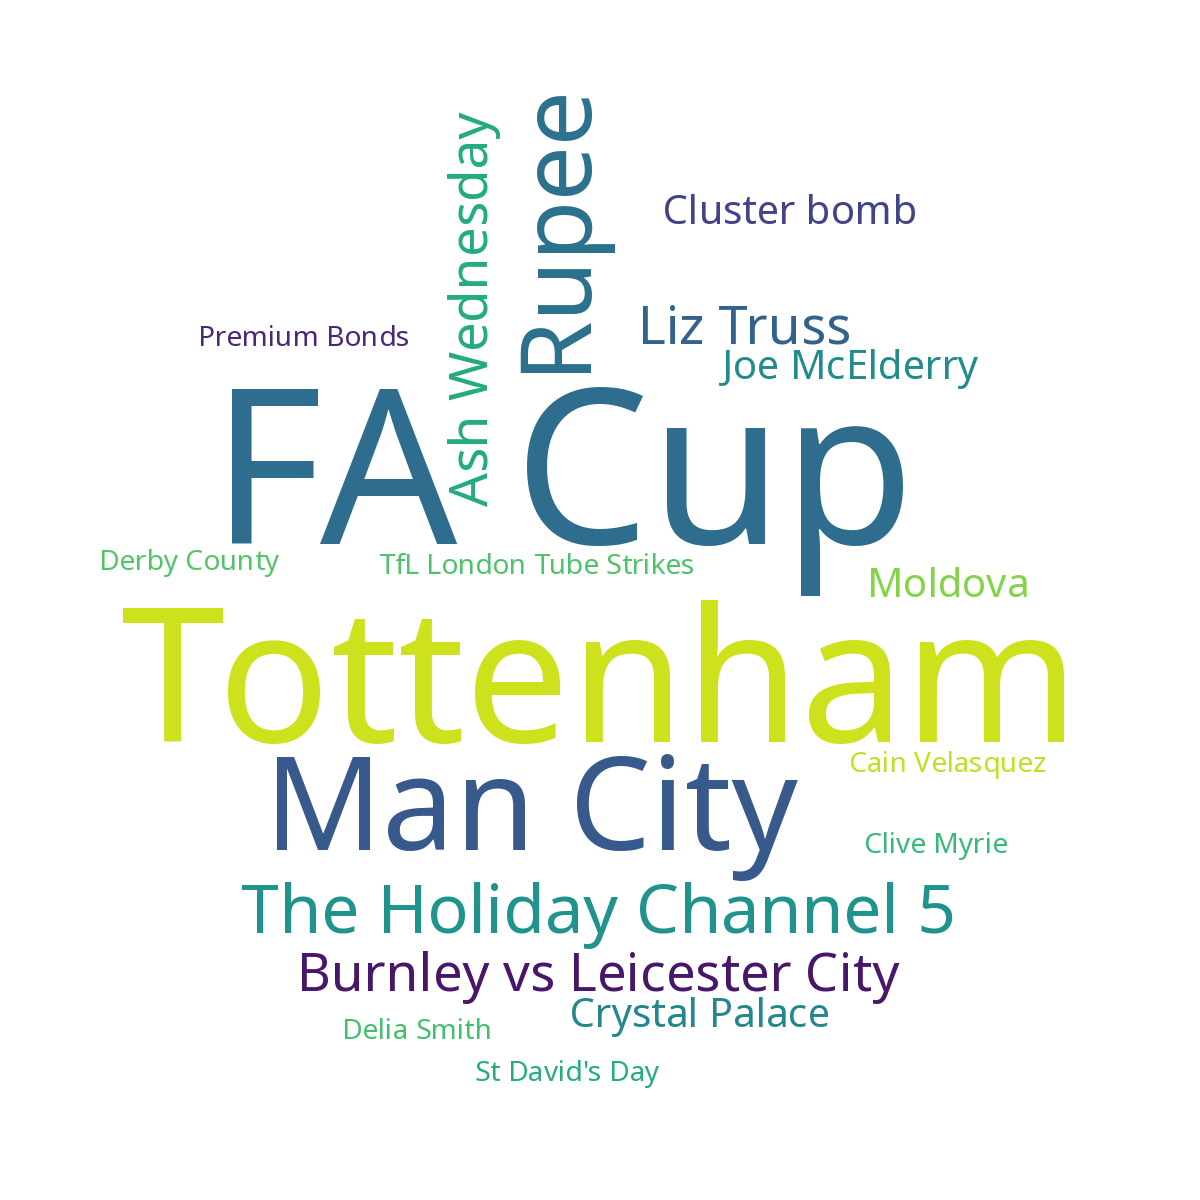 Ash Wednesday
Rupee
Cluster bomb
Liz Truss
Premium Bonds
Joe McElderry
FA Cup
Derby County
TfL London Tube Strikes
Moldova
Tottenham
Cain Velasquez
Man City
Clive Myrie
The Holiday Channel 5
Burnley vs Leicester City
Crystal Palace
Delia Smith
St David's Day